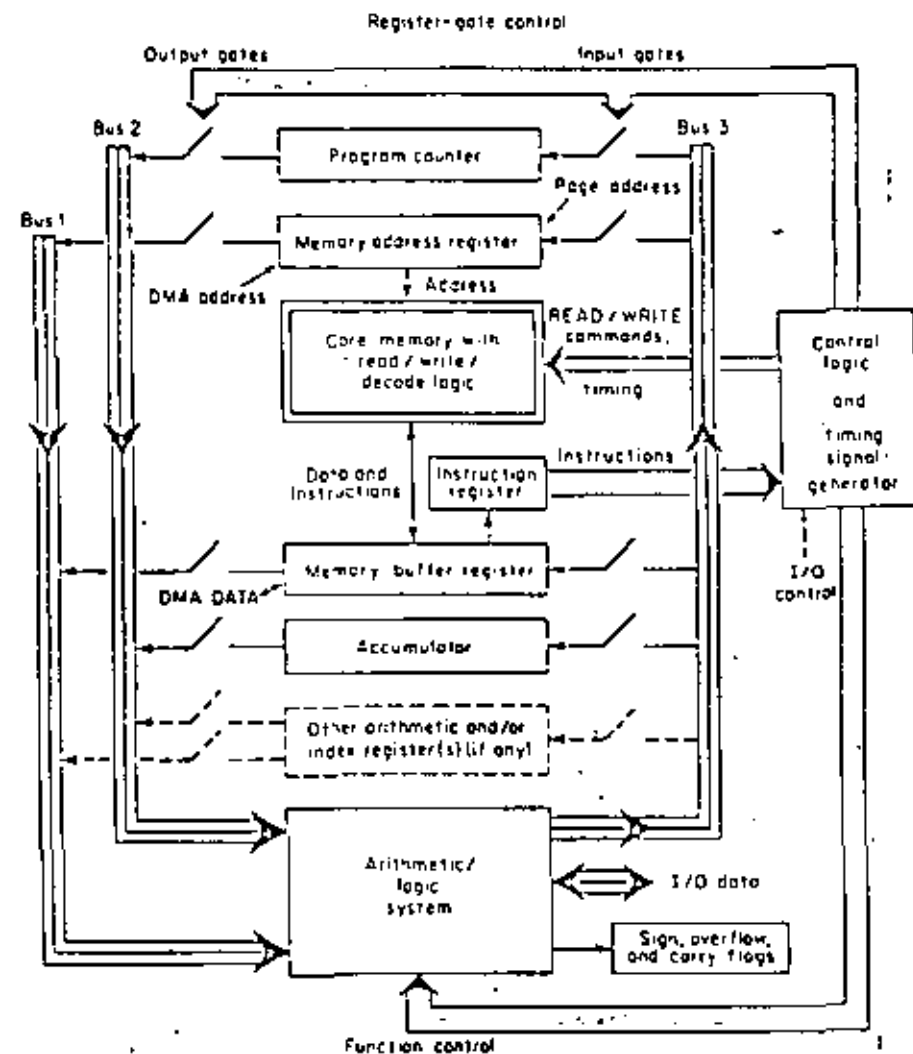 Register-gate control
Output gates
Input gates
Bus 2
Bus 3
Program counter
Page address
Bus 1
Memory address register
DMA address
Address
READ / WRITE
commands,
timing
Core memory with
read / write /
decode logic
Control
logic
and
timing
signal
generator
Data and
Instructions
Instruction
register
Instructions
Memory buffer register
DMA DATA
I/O
control
Accumulator
Other arithmetic and/or
index register(s)(if any)
Arithmetic/
logic
system
I/O data
Sign, overflow,
and carry flags
Function control